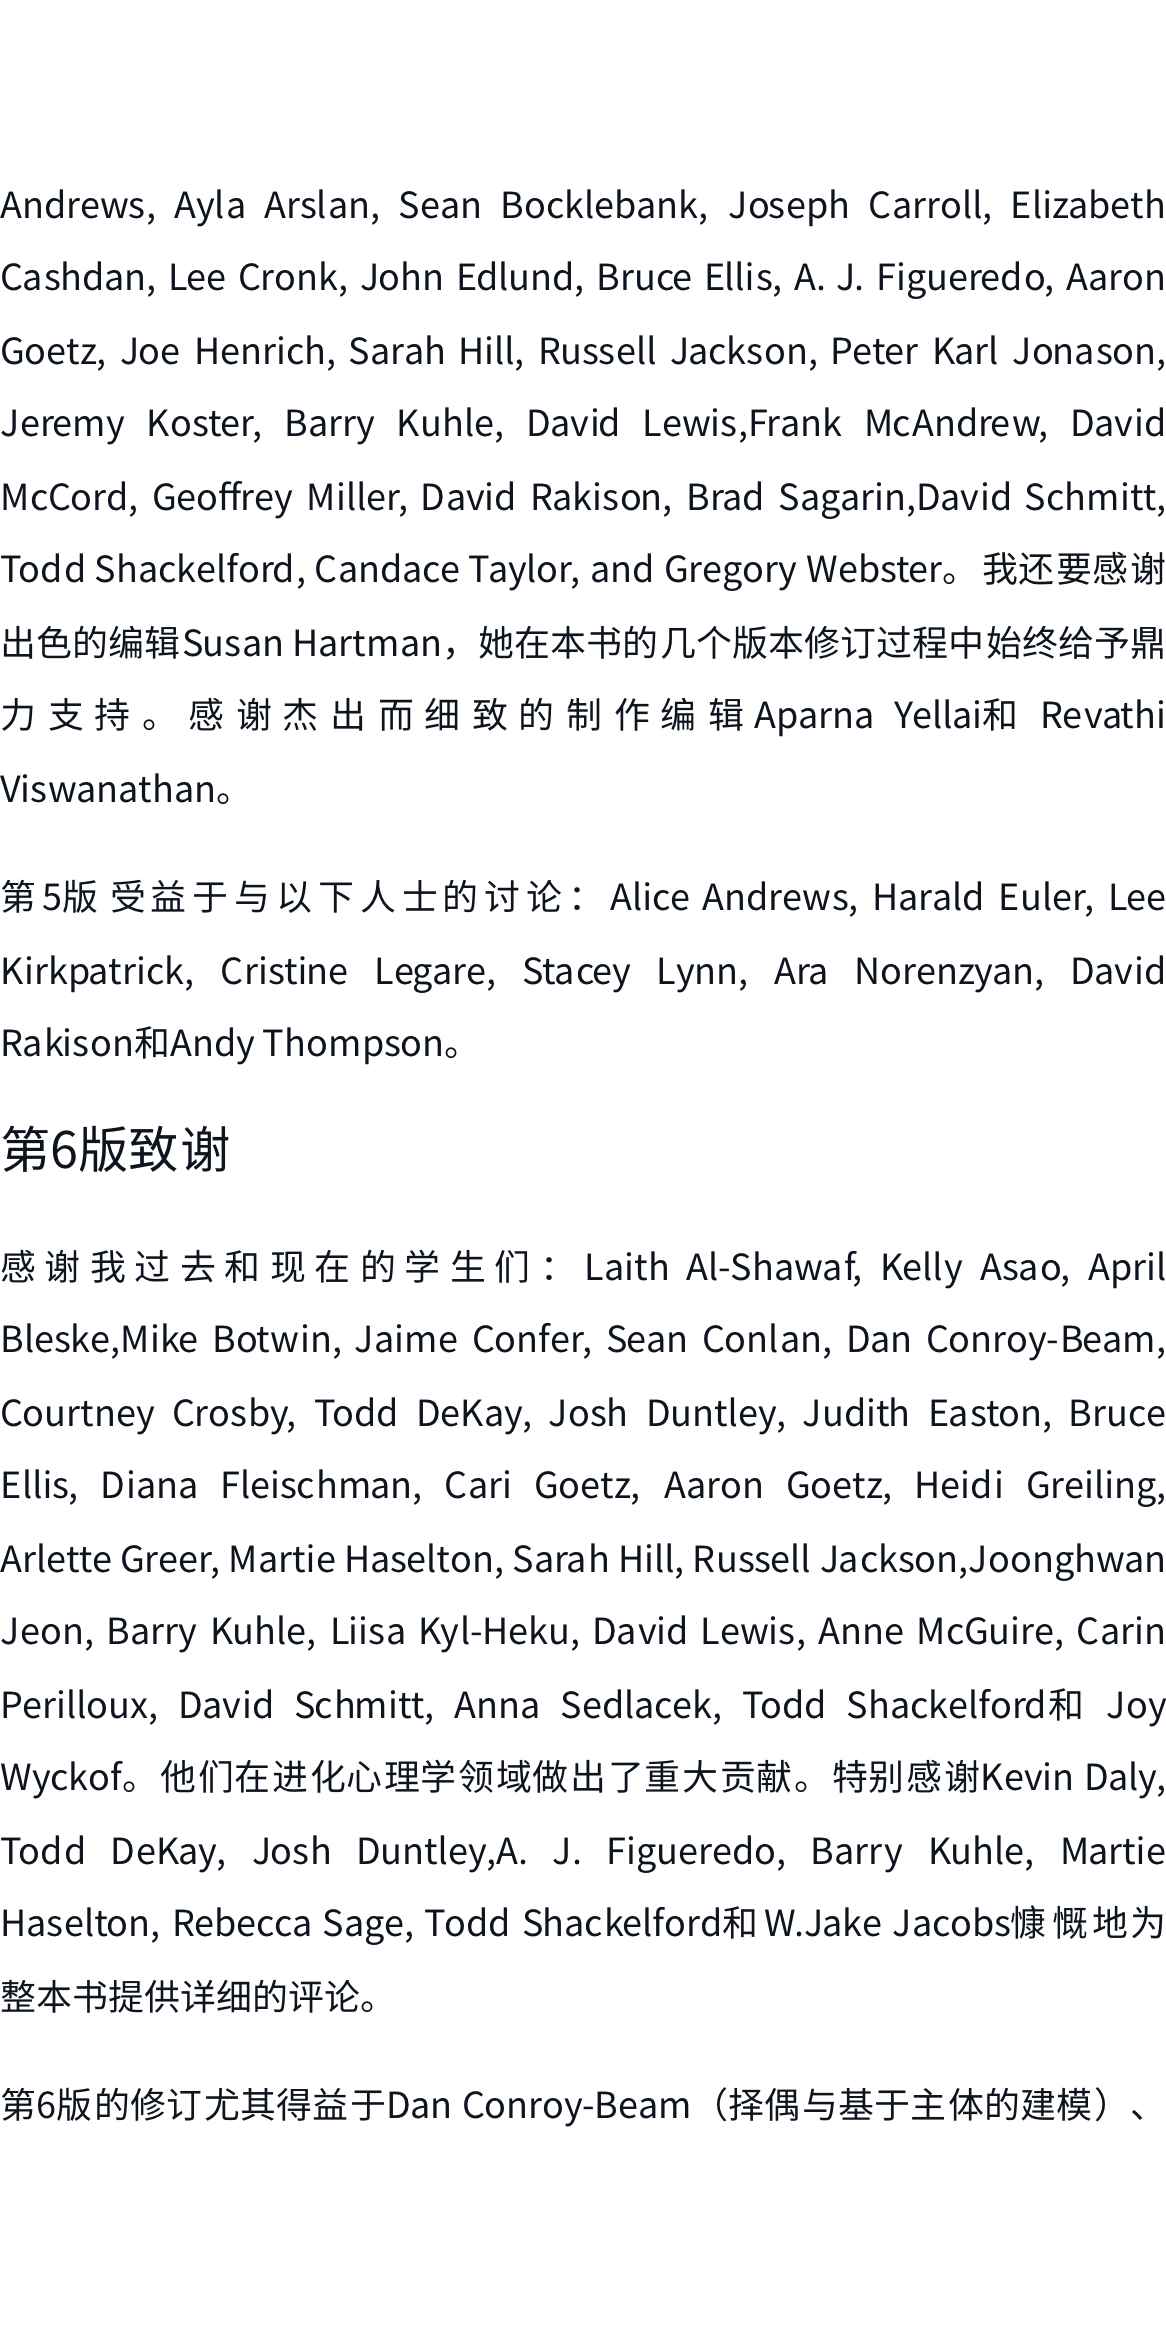 Andrews, Ayla Arslan, Sean Bocklebank, Joseph Carroll, Elizabeth
Cashdan, Lee Cronk, John Edlund, Bruce Ellis, A. J. Figueredo, Aaron
Goetz, Joe Henrich, Sarah Hill, Russell Jackson, Peter Karl Jonason,
Jeremy Koster, Barry Kuhle, David Lewis,Frank McAndrew, David
McCord, Geoffrey Miller, David Rakison, Brad Sagarin,David Schmitt,
Todd Shackelford, Candace Taylor, and Gregory Webster。我还要感谢
出色的编辑Susan Hartman，她在本书的几个版本修订过程中始终给予鼎
力支持。感谢杰出而细致的制作编辑Aparna Yellai和 Revathi
Viswanathan。
第5版 受益于与以下人士的讨论：Alice Andrews, Harald Euler, Lee
Kirkpatrick, Cristine Legare, Stacey Lynn, Ara Norenzyan, David
Rakison和Andy Thompson。
第6版致谢
感谢我过去和现在的学生们：Laith Al-Shawaf, Kelly Asao, April
Bleske,Mike Botwin, Jaime Confer, Sean Conlan, Dan Conroy-Beam,
Courtney Crosby, Todd DeKay, Josh Duntley, Judith Easton, Bruce
Ellis, Diana Fleischman, Cari Goetz, Aaron Goetz, Heidi Greiling,
Arlette Greer, Martie Haselton, Sarah Hill, Russell Jackson,Joonghwan
Jeon, Barry Kuhle, Liisa Kyl-Heku, David Lewis, Anne McGuire, Carin
Perilloux, David Schmitt, Anna Sedlacek, Todd Shackelford和 Joy
Wyckof。他们在进化心理学领域做出了重大贡献。特别感谢Kevin Daly,
Todd DeKay, Josh Duntley,A. J. Figueredo, Barry Kuhle, Martie
Haselton, Rebecca Sage, Todd Shackelford和W.Jake Jacobs慷慨地为
整本书提供详细的评论。
第6版的修订尤其得益于Dan Conroy-Beam（择偶与基于主体的建模）、